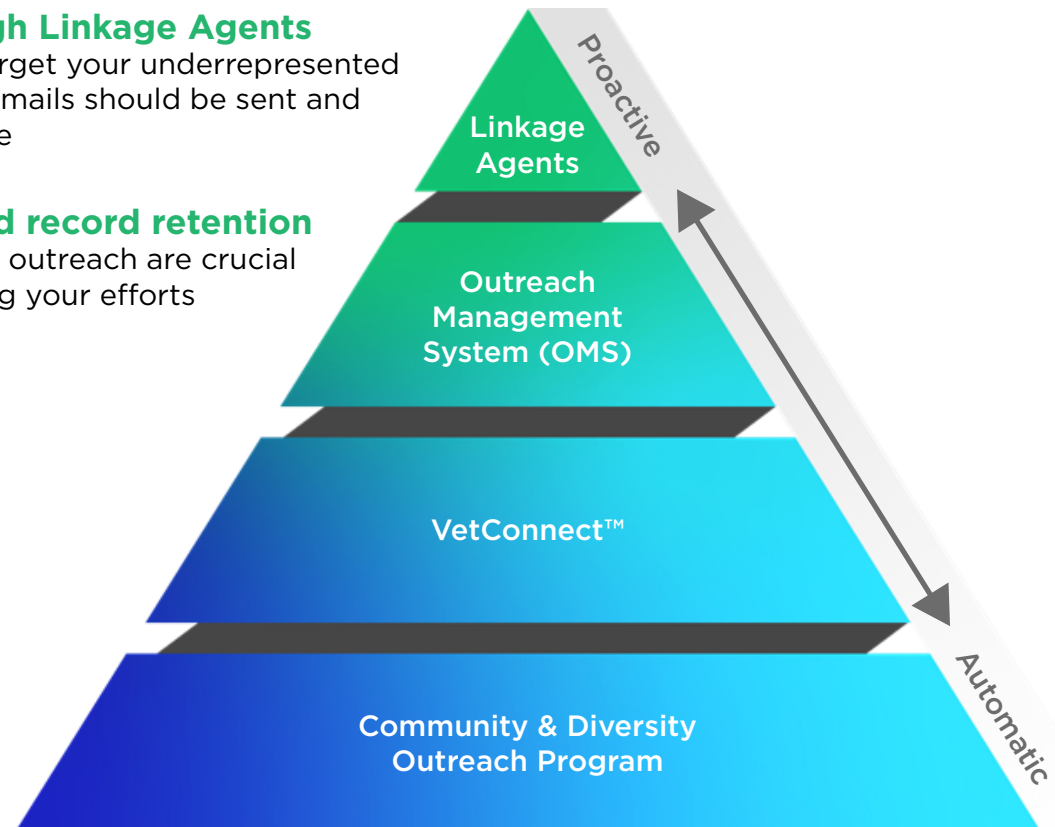 gh Linkage Agents
rget your underrepresented
mails should be sent and
e
d record retention
outreach are crucial
g your efforts
Proactive
Linkage
Agents
Outreach
Management
System (OMS)
VetConnect™
Community & Diversity
Outreach Program
Automatic